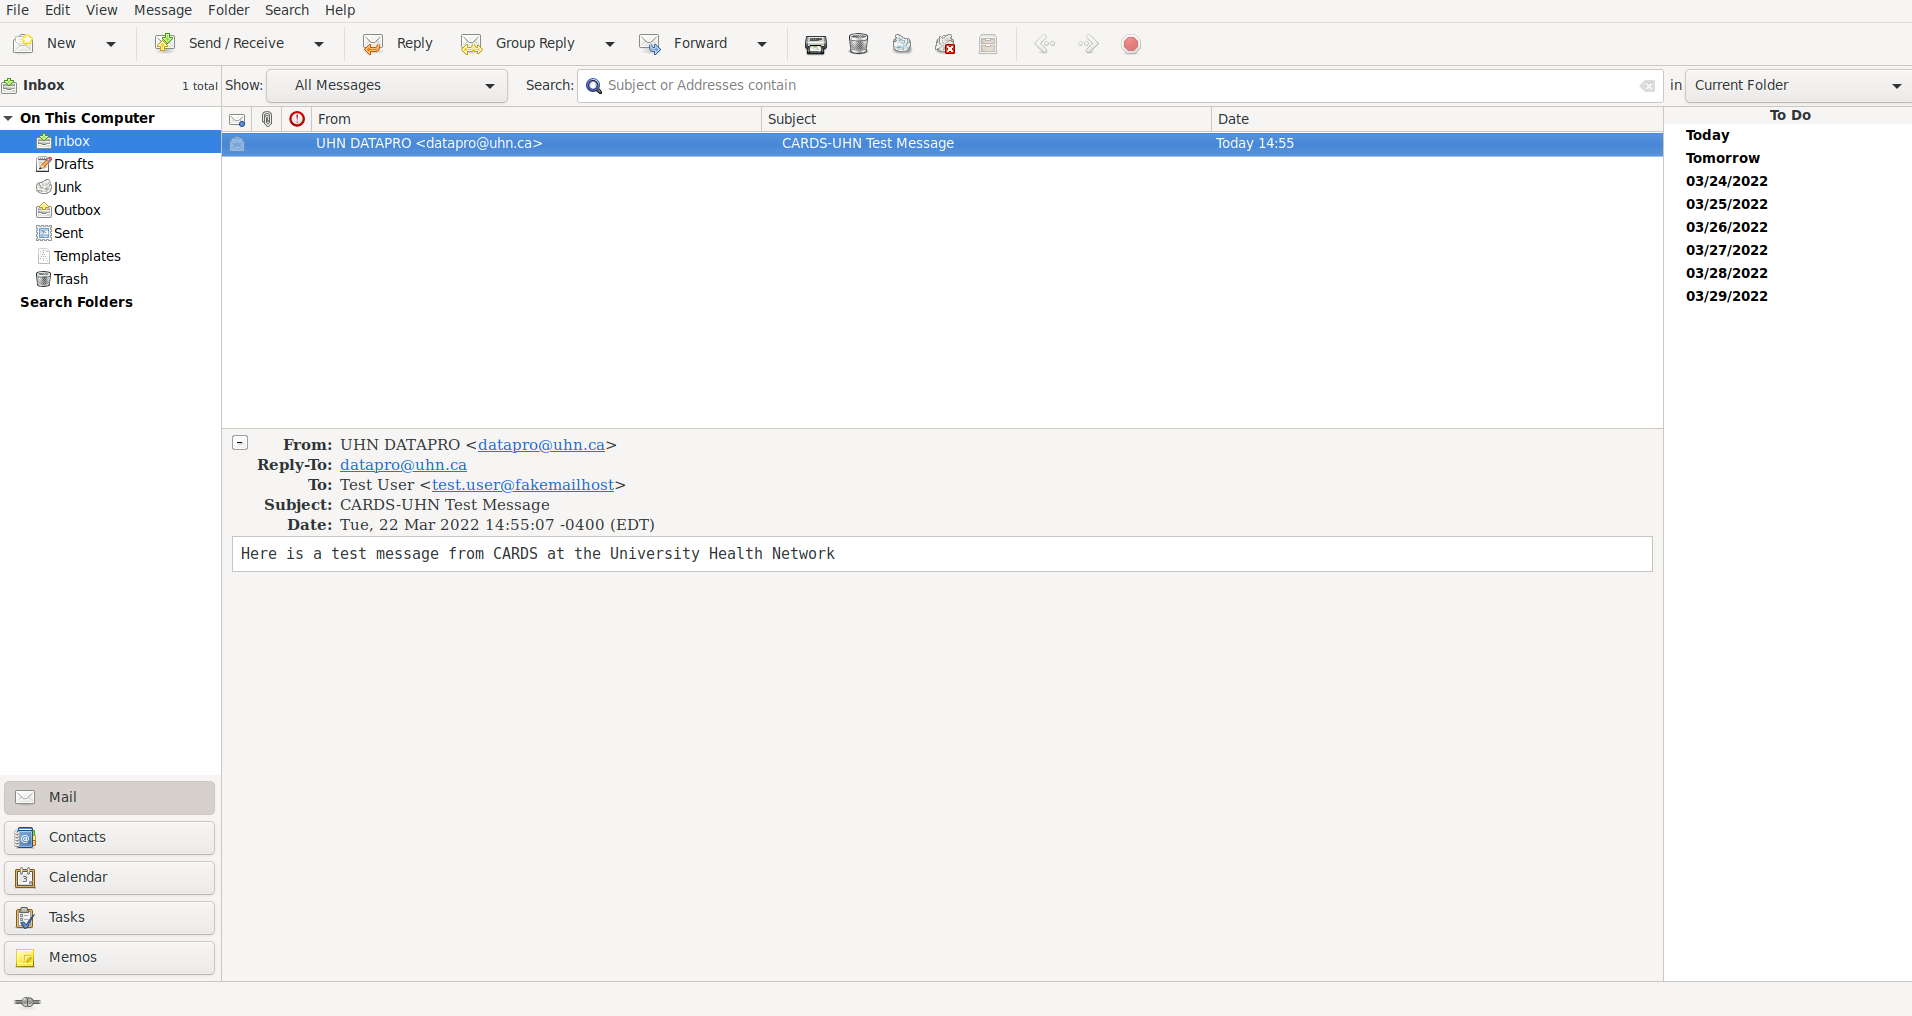 File Edit View Message Folder Search Help
New Send / Receive Reply Group Reply Forward
Inbox 1 total Show: All Messages Search: Subject or Addresses contain in Current Folder
On This Computer
Inbox
Drafts
Junk
Outbox
Sent
Templates
Trash
Search Folders
From Subject Date
UHN DATAPRO <datapro@uhn.ca> CARDS-UHN Test Message Today 14:55
From: UHN DATAPRO <datapro@uhn.ca>
Reply-To: datapro@uhn.ca
To: Test User <test.user@fakemailhost>
Subject: CARDS-UHN Test Message
Date: Tue, 22 Mar 2022 14:55:07 -0400 (EDT)
Here is a test message from CARDS at the University Health Network
To Do
Today
Tomorrow
03/24/2022
03/25/2022
03/26/2022
03/27/2022
03/28/2022
03/29/2022
Mail
Contacts
Calendar
Tasks
Memos